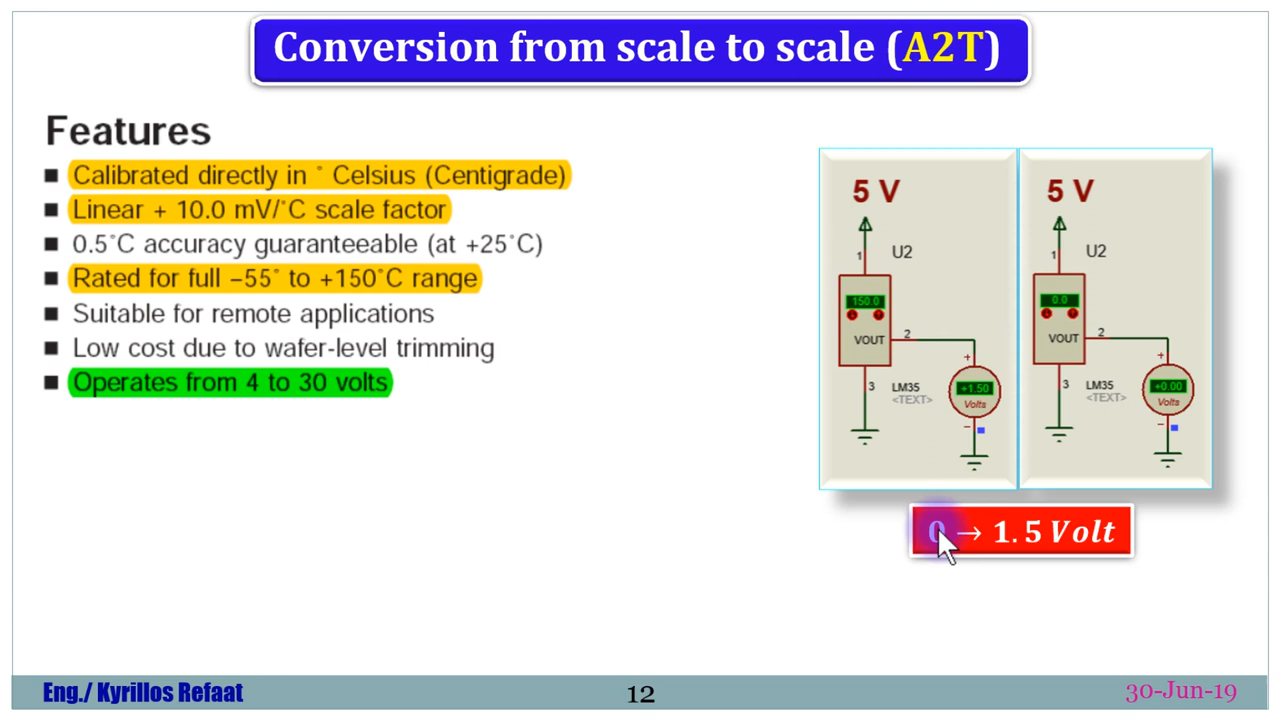 Conversion from scale to scale (A2T)
Features
■ Calibrated directly in ˚ Celsius (Centigrade)
■ Linear + 10.0 mV/˚C scale factor
■ 0.5˚C accuracy guaranteeable (at +25˚C)
■ Rated for full −55˚ to +150˚C range
■ Suitable for remote applications
■ Low cost due to wafer-level trimming
■ Operates from 4 to 30 volts
5 V
1
U2
150.0
VOUT
2
3
LM35
<TEXT>
+
+1.50
Volts
−
5 V
1
U2
0.0
VOUT
2
3
LM35
<TEXT>
+
+0.00
Volts
−
0 → 1.5 Volt
Eng./ Kyrillos Refaat
12
30-Jun-19